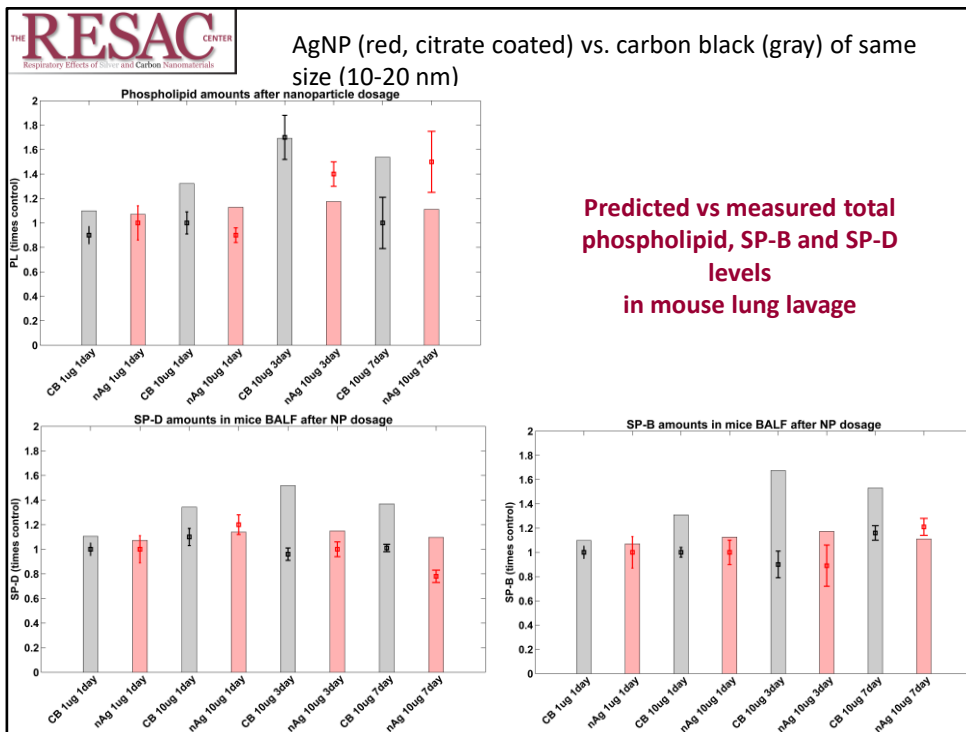 THE RESAC CENTER
Respiratory Effects of Silver and Carbon Nanomaterials
AgNP (red, citrate coated) vs. carbon black (gray) of same
size (10-20 nm)
Phospholipid amounts after nanoparticle dosage
PL (times control)
2
1.8
1.6
1.4
1.2
1
0.8
0.6
0.4
0.2
0
CB 1ug 1day
nAg 1ug 1day
CB 10ug 1day
nAg 10ug 1day
CB 10ug 3day
nAg 10ug 3day
CB 10ug 7day
nAg 10ug 7day
Predicted vs measured total
phospholipid, SP-B and SP-D
levels
in mouse lung lavage
SP-D amounts in mice BALF after NP dosage
SP-D (times control)
2
1.8
1.6
1.4
1.2
1
0.8
0.6
0.4
0.2
0
CB 1ug 1day
nAg 1ug 1day
CB 10ug 1day
nAg 10ug 1day
CB 10ug 3day
nAg 10ug 3day
CB 10ug 7day
nAg 10ug 7day
SP-B amounts in mice BALF after NP dosage
SP-B (times control)
2
1.8
1.6
1.4
1.2
1
0.8
0.6
0.4
0.2
0
CB 1ug 1day
nAg 1ug 1day
CB 10ug 1day
nAg 10ug 1day
CB 10ug 3day
nAg 10ug 3day
CB 10ug 7day
nAg 10ug 7day